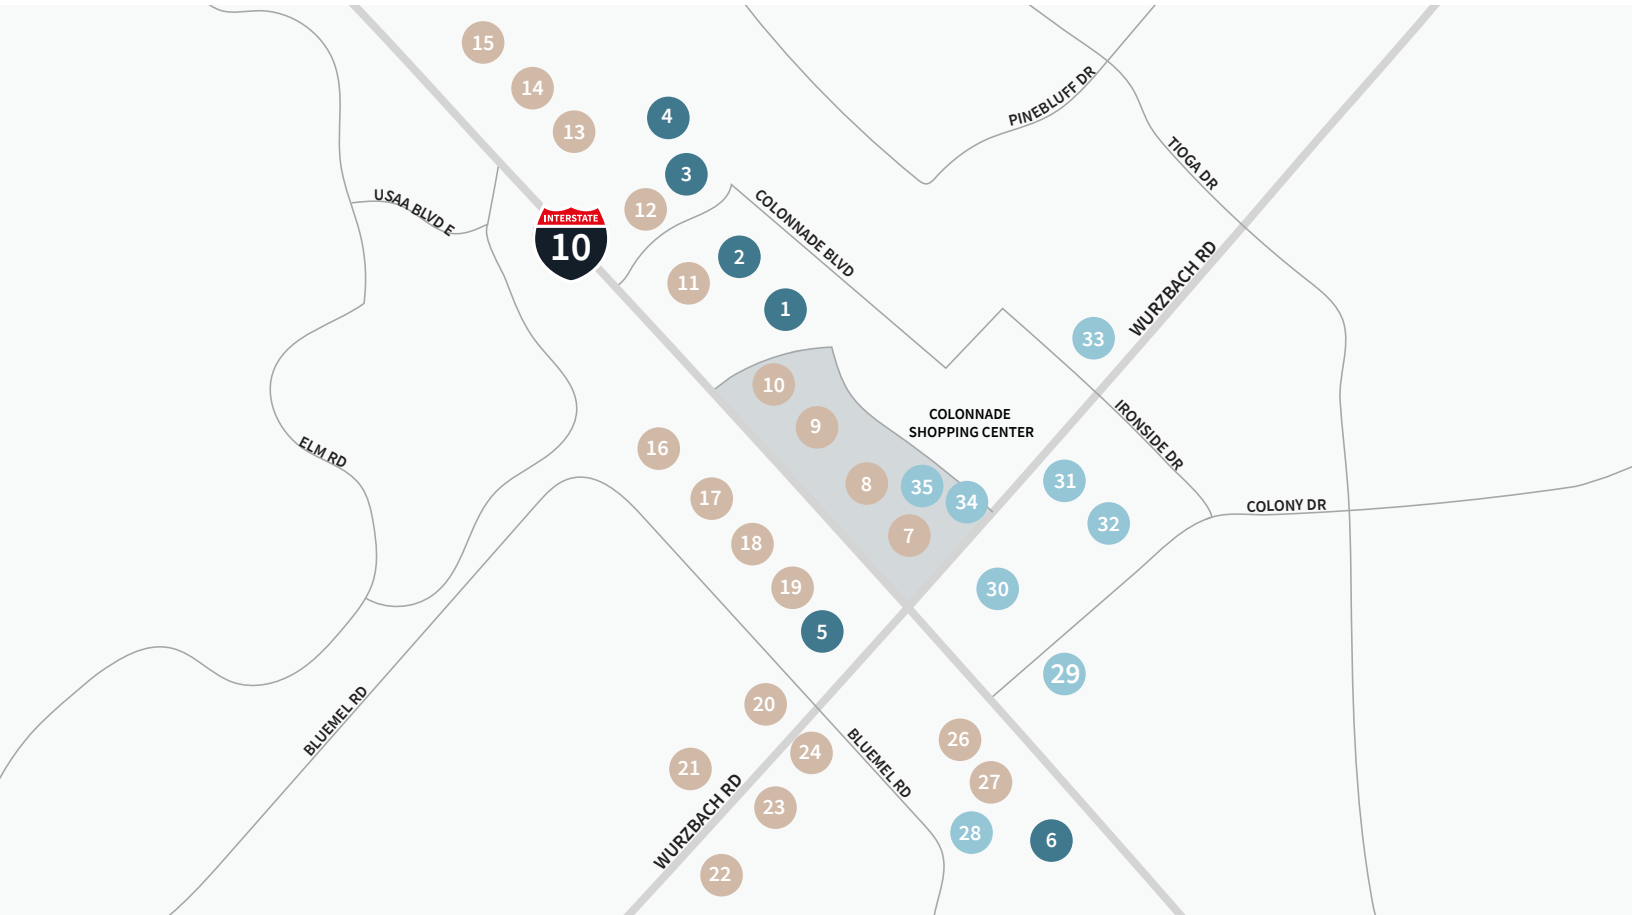 15
14
13
4
3
12
PINEBLUFF DR
TIOGA DR
USAA BLVD E
INTERSTATE
10
COLONNADE BLVD
2
11
1
WURZBACH RD
33
10
9
COLONNADE
SHOPPING CENTER
IRONSIDE DR
ELM RD
16
17
18
19
5
8
35
34
7
31
32
COLONY DR
30
29
BLUEMEL RD
20
24
21
23
22
WURZBACH RD
BLUEMEL RD
26
27
28
6